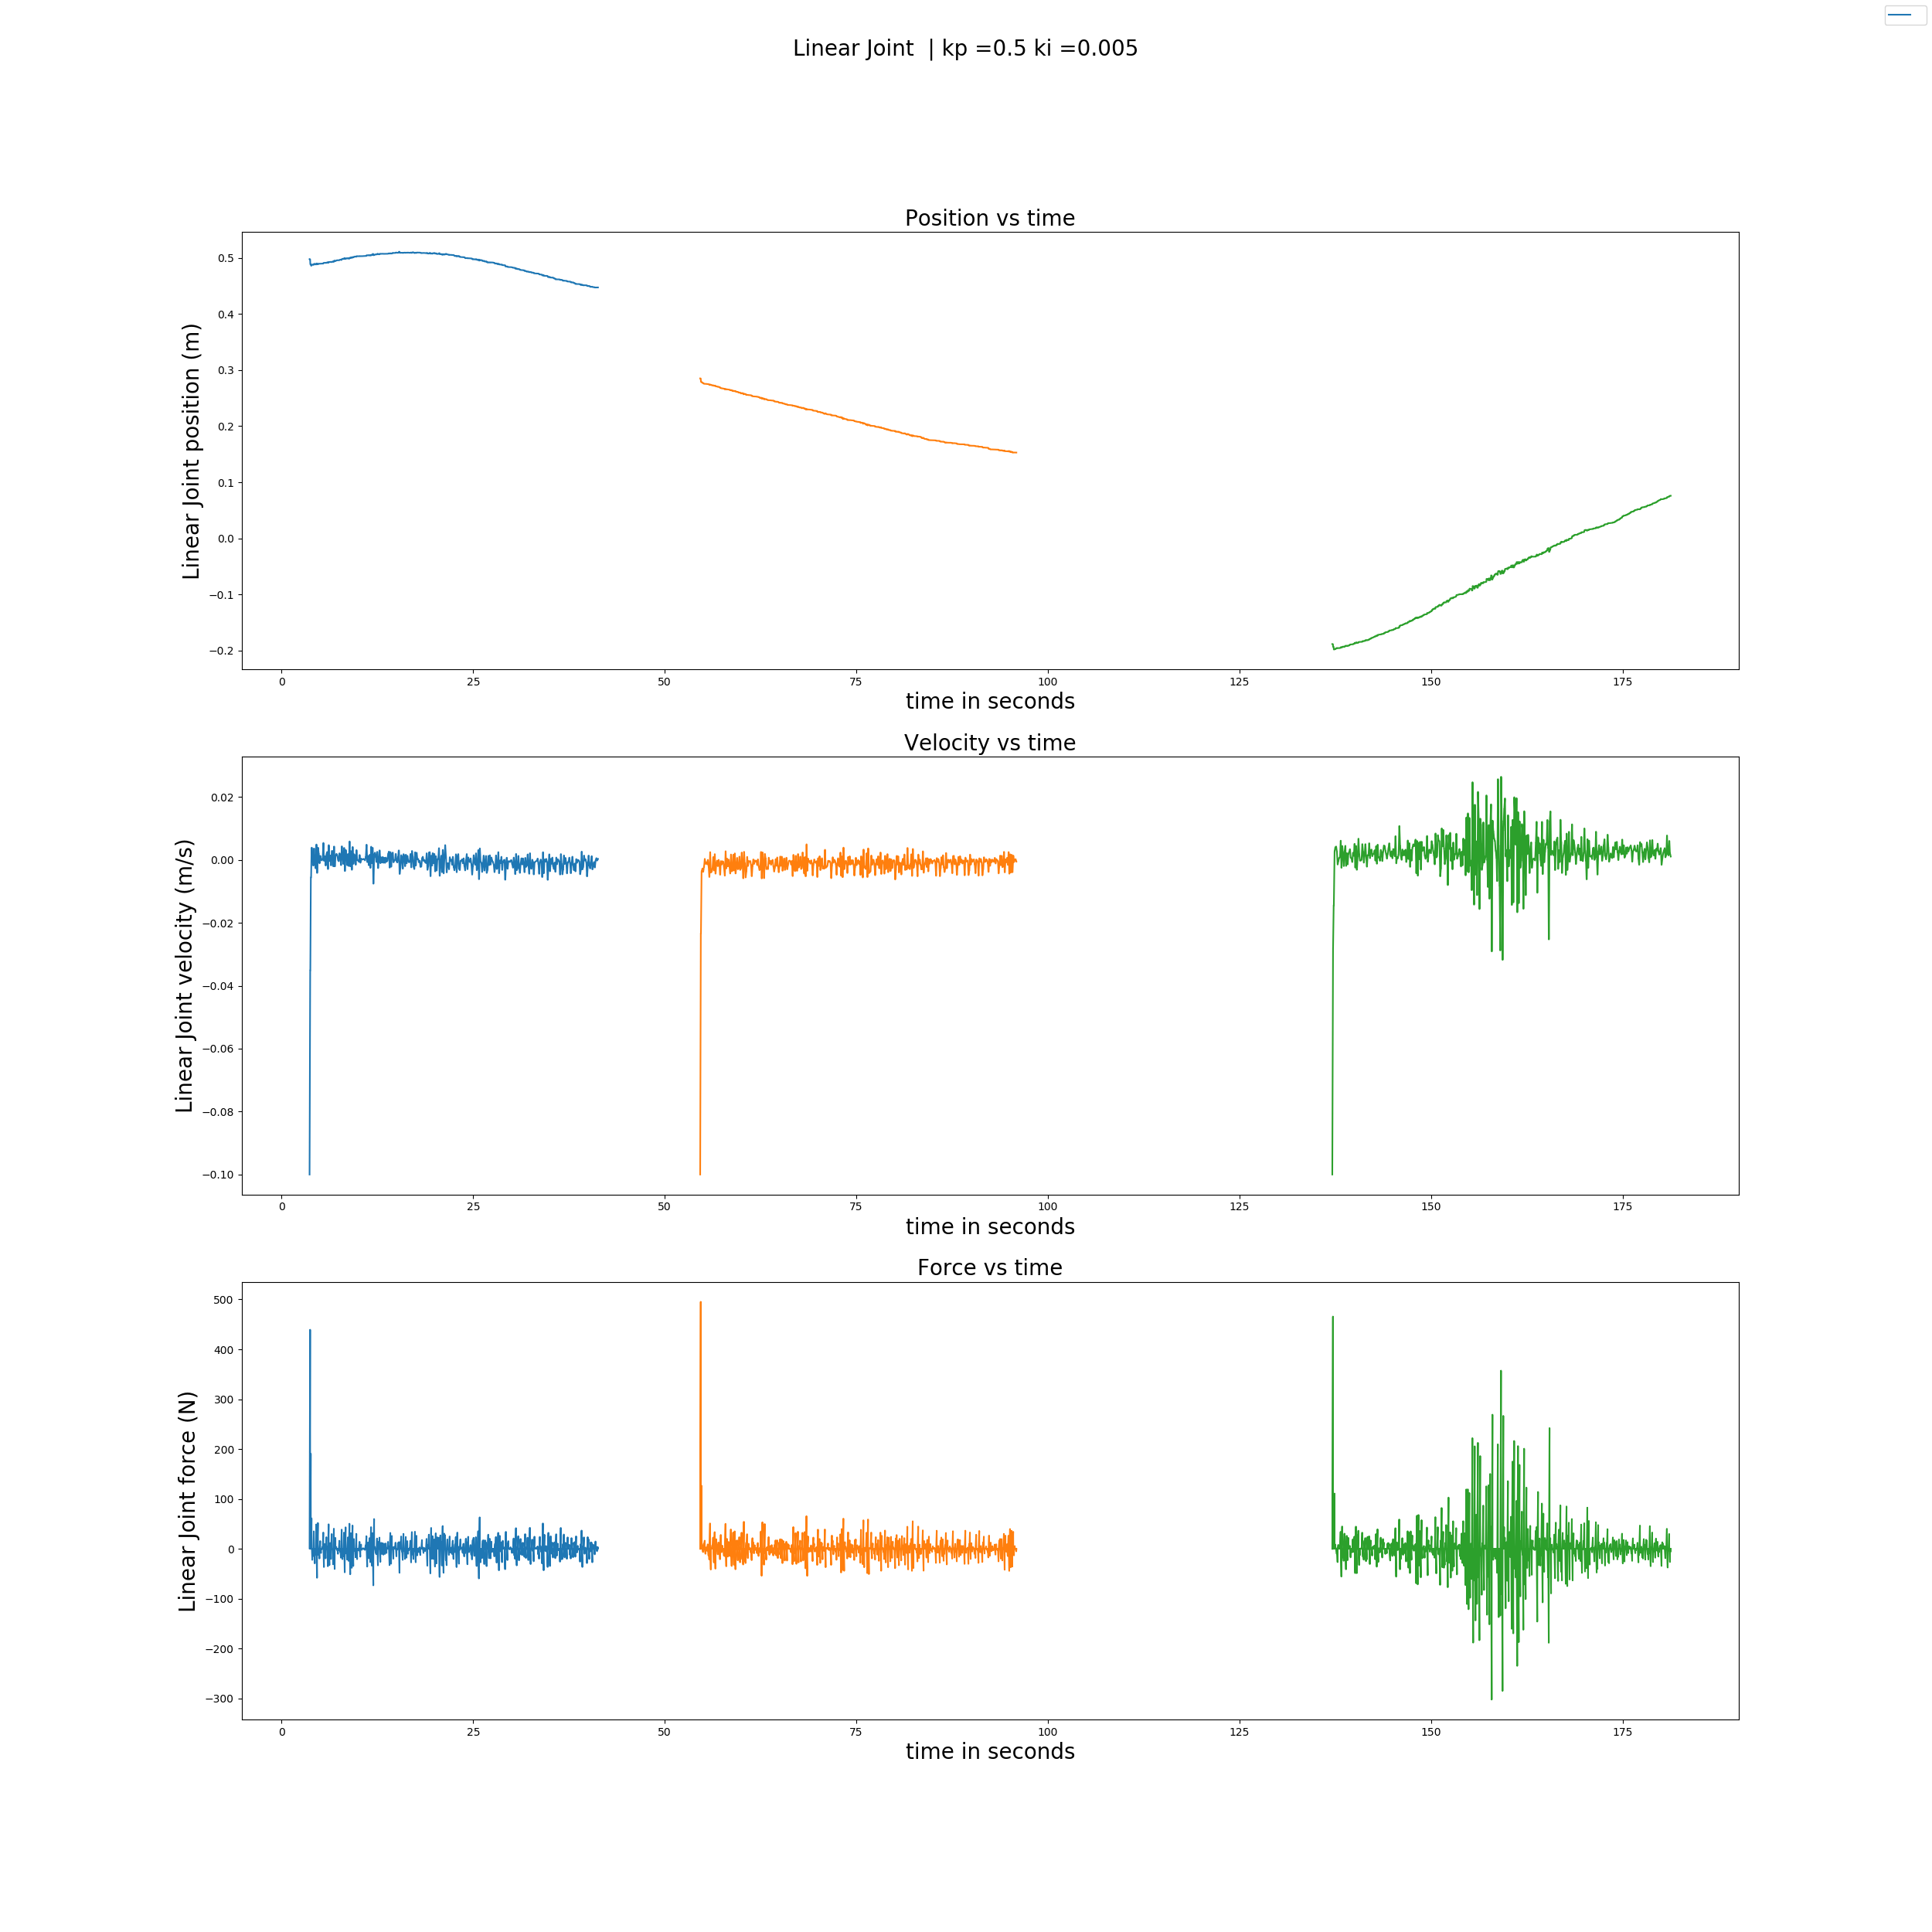 Linear Joint  | kp =0.5 ki =0.005
Position vs time
Linear Joint position (m)
0.5
0.4
0.3
0.2
0.1
0.0
−0.1
−0.2
0 25 50 75 100 125 150 175
time in seconds
Velocity vs time
Linear Joint velocity (m/s)
0.02
0.00
−0.02
−0.04
−0.06
−0.08
−0.10
0 25 50 75 100 125 150 175
time in seconds
Force vs time
Linear Joint force (N)
500
400
300
200
100
0
−100
−200
−300
0 25 50 75 100 125 150 175
time in seconds